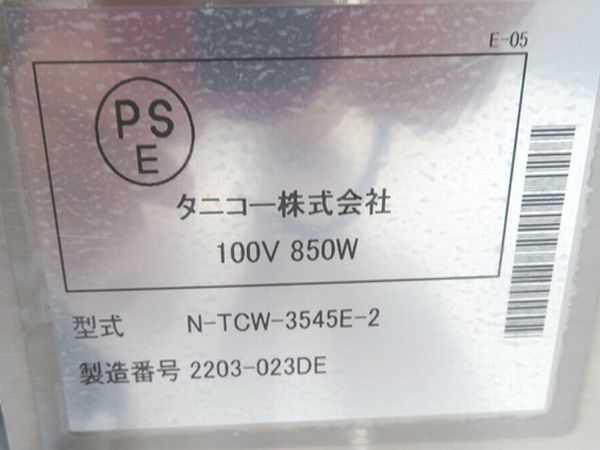 E-05
PS
E
タニコー株式会社
100V 850W
型式 N-TCW-3545E-2
製造番号 2203-023DE